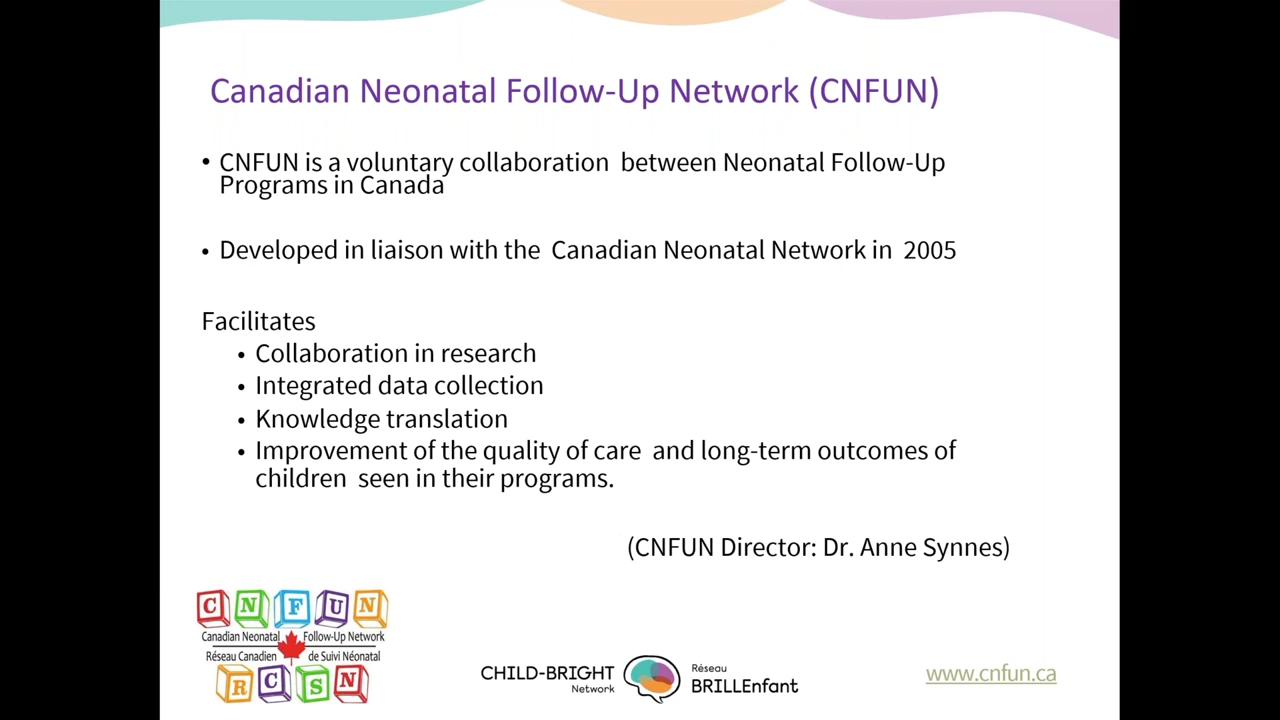 Canadian Neonatal Follow-Up Network (CNFUN)
• CNFUN is a voluntary collaboration between Neonatal Follow-Up
Programs in Canada
• Developed in liaison with the Canadian Neonatal Network in 2005
Facilitates
• Collaboration in research
• Integrated data collection
• Knowledge translation
• Improvement of the quality of care and long-term outcomes of
children seen in their programs.
(CNFUN Director: Dr. Anne Synnes)
CNFUN
Canadian Neonatal Follow-Up Network
Réseau Canadien de Suivi Néonatal
RCSN
CHILD-BRIGHT
Network
Réseau
BRILLEnfant
www.cnfun.ca